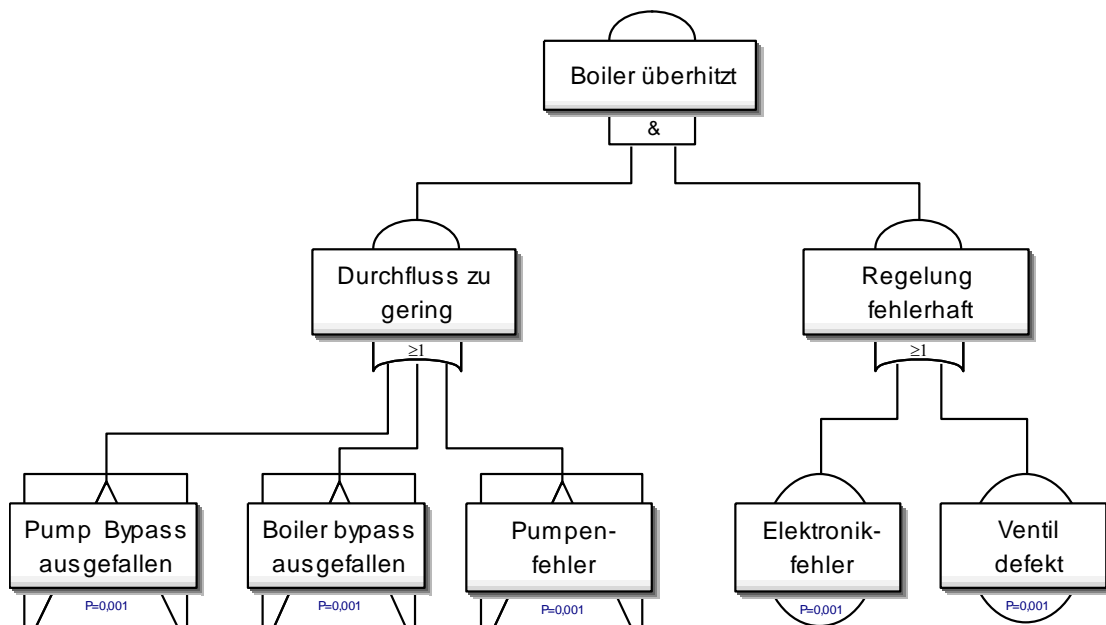 Boiler überhitzt
&
Durchfluss zu
gering
≥1
Regelung
fehlerhaft
≥1
Pump Bypass
ausgefallen
P=0,001
Boiler bypass
ausgefallen
P=0,001
Pumpen-
fehler
P=0,001
Elektronik-
fehler
P=0,001
Ventil
defekt
P=0,001